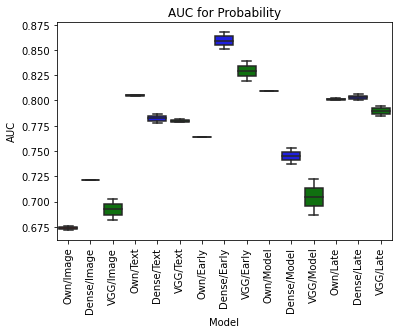 AUC for Probability
AUC
0.875
0.850
0.825
0.800
0.775
0.750
0.725
0.700
0.675
Own/Image
Dense/Image
VGG/Image
Own/Text
Dense/Text
VGG/Text
Own/Early
Dense/Early
VGG/Early
Own/Model
Dense/Model
VGG/Model
Own/Late
Dense/Late
VGG/Late
Model